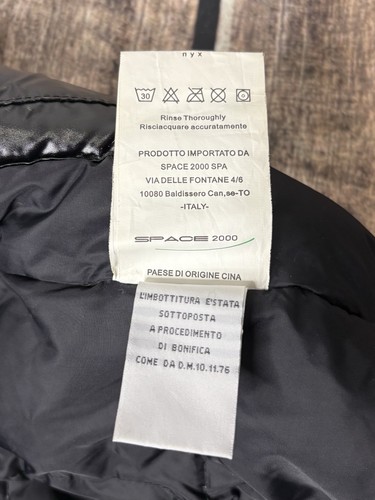 nyx
30
Rinse Thoroughly
Risciacquare accuratamente
PRODOTTO IMPORTATO DA
SPACE 2000 SPA
VIA DELLE FONTANE 4/6
10080 Baldissero Can,se-TO
-ITALY-
SPACE 2000
PAESE DI ORIGINE CINA
L'IMBOTTITURA E'STATA
SOTTOPOSTA
A PROCEDIMENTO
DI BONIFICA
COME DA D.M.10.11.76